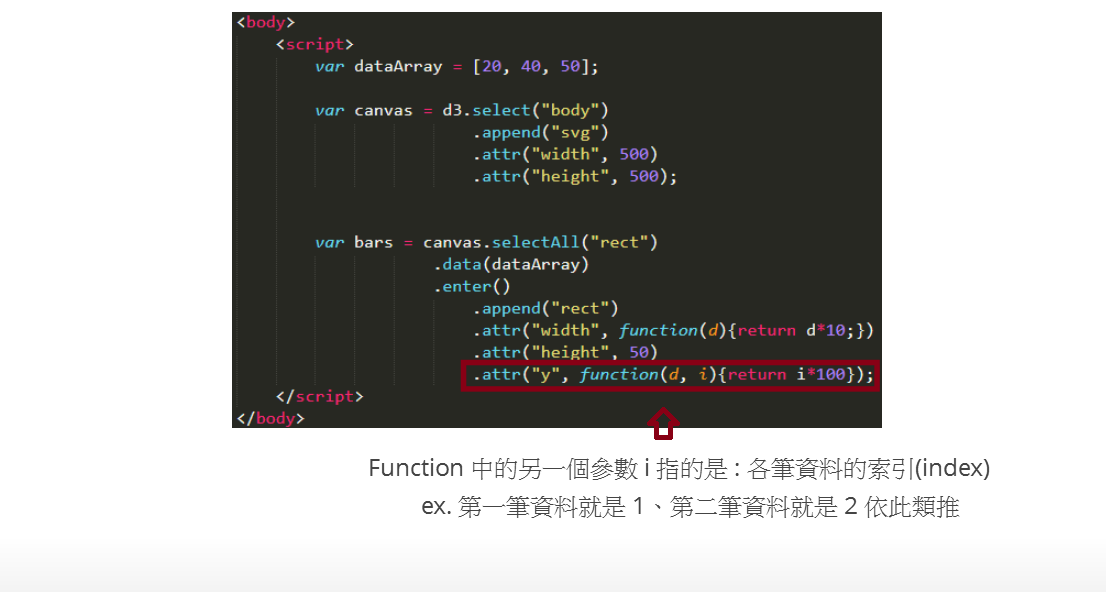 <body>
<script>
var dataArray = [20, 40, 50];
var canvas = d3.select("body")
.append("svg")
.attr("width", 500)
.attr("height", 500);
var bars = canvas.selectAll("rect")
.data(dataArray)
.enter()
.append("rect")
.attr("width", function(d){return d*10;})
.attr("height", 50)
.attr("y", function(d, i){return i*100});
</script>
</body>
Function 中的另一個參數 i 指的是 : 各筆資料的索引(index)
ex. 第一筆資料就是 1、第二筆資料就是 2 依此類推